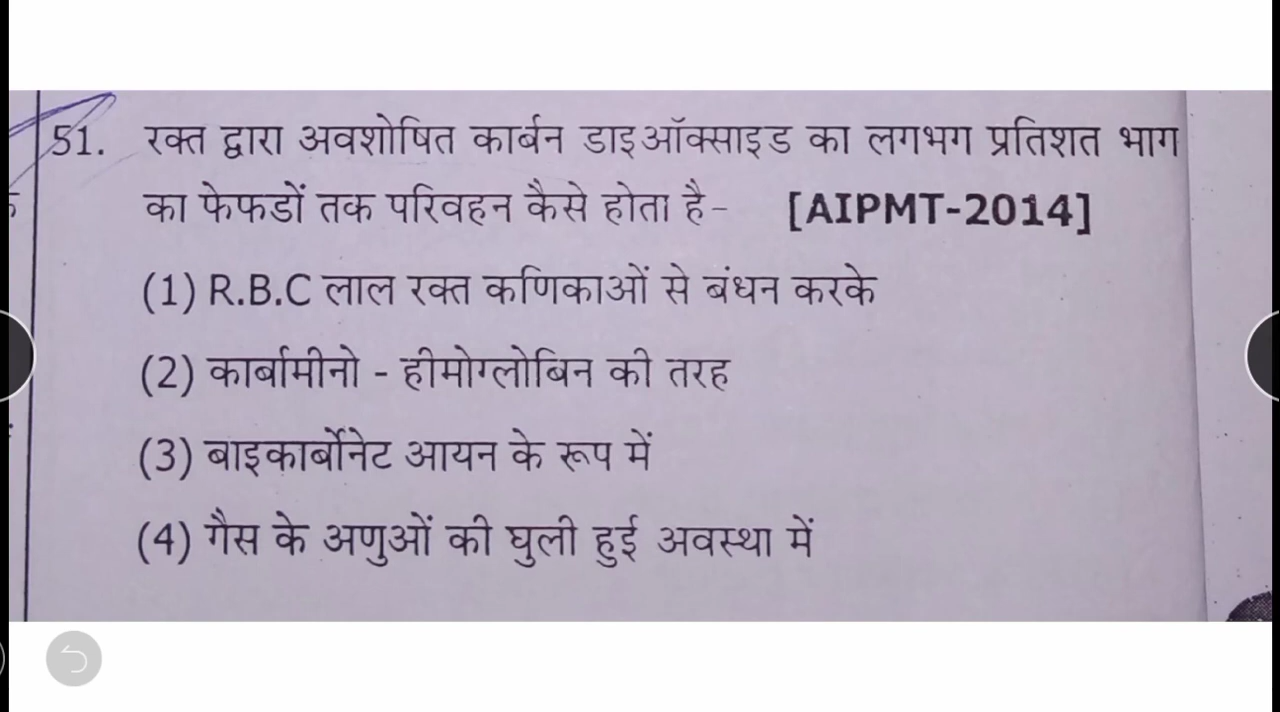 51. रक्त द्वारा अवशोषित कार्बन डाइऑक्साइड का लगभग प्रतिशत भाग
का फेफडों तक परिवहन कैसे होता है- [AIPMT-2014]
(1) R.B.C लाल रक्त कणिकाओं से बंधन करके
(2) कार्बामीनो - हीमोग्लोबिन की तरह
(3) बाइकार्बोनेट आयन के रूप में
(4) गैस के अणुओं की घुली हुई अवस्था में